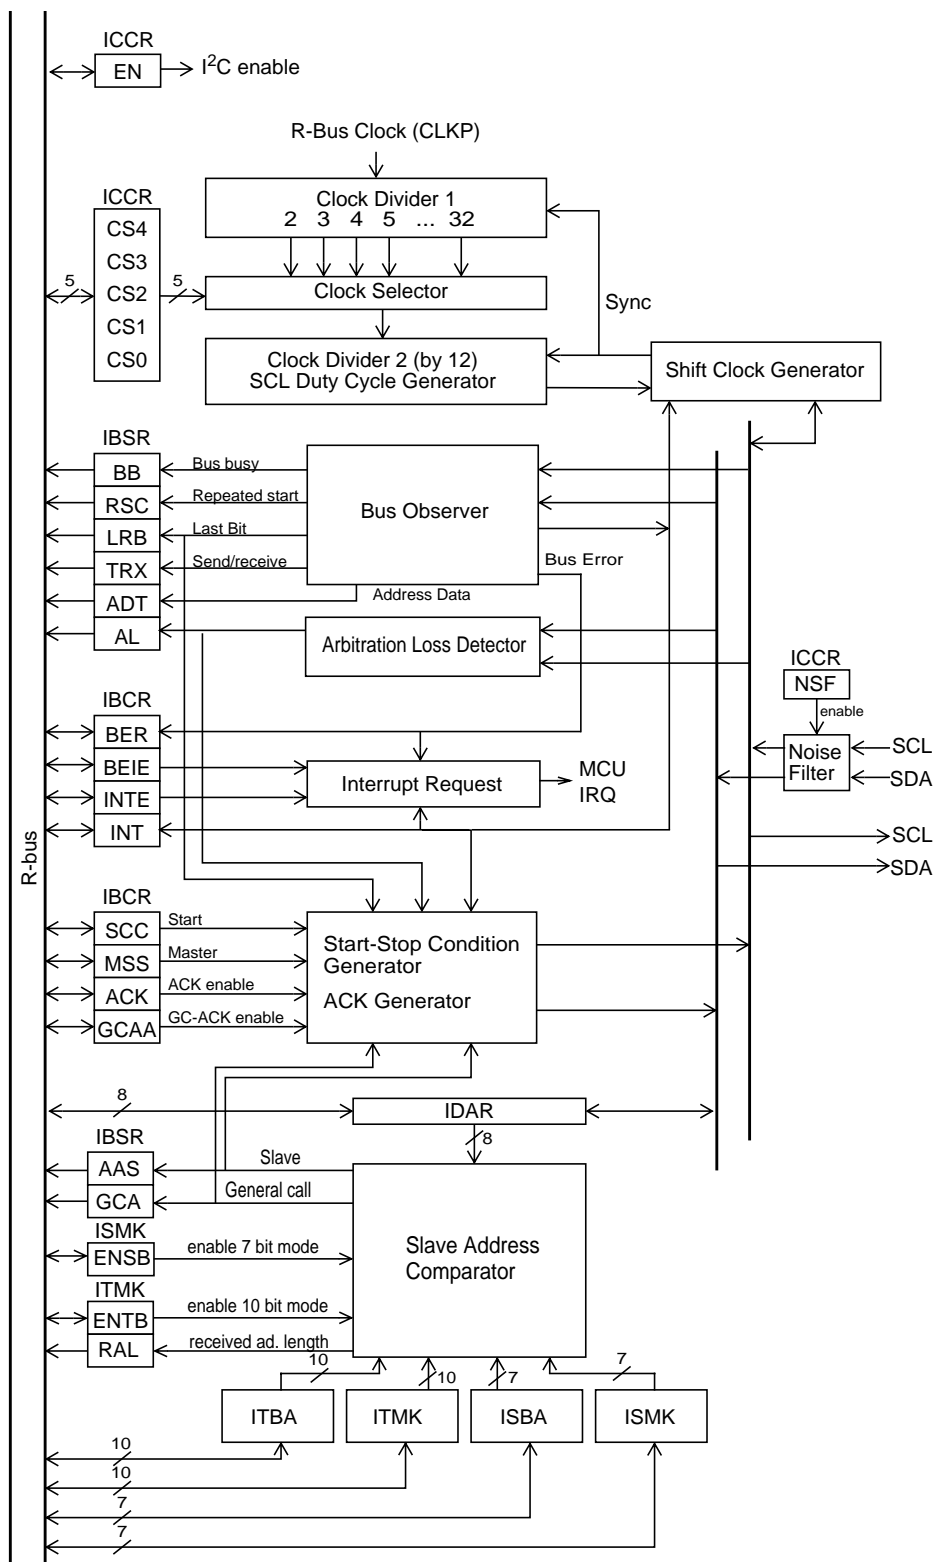 ICCR
EN
I2C enable
R-Bus Clock (CLKP)
ICCR
CS4
CS3
CS2
CS1
CS0
5
5
Clock Divider 1
2 3 4 5 ... 32
Clock Selector
Sync
Clock Divider 2 (by 12)
SCL Duty Cycle Generator
Shift Clock Generator
IBSR
BB
Bus busy
RSC
Repeated start
LRB
Last Bit
TRX
Send/receive
ADT
Address Data
AL
Bus Observer
Bus Error
Arbitration Loss Detector
ICCR
NSF
enable
Noise
Filter
SCL
SDA
SCL
SDA
IBCR
BER
BEIE
INTE
INT
Interrupt Request
MCU
IRQ
R-bus
IBCR
SCC
Start
MSS
Master
ACK
ACK enable
GCAA
GC-ACK enable
Start-Stop Condition
Generator
ACK Generator
8
IDAR
8
IBSR
AAS
Slave
GCA
General call
ISMK
ENSB
enable 7 bit mode
ITMK
ENTB
enable 10 bit mode
RAL
received ad. length
Slave Address
Comparator
10
10
7
7
ITBA
ITMK
ISBA
ISMK
10
10
7
7